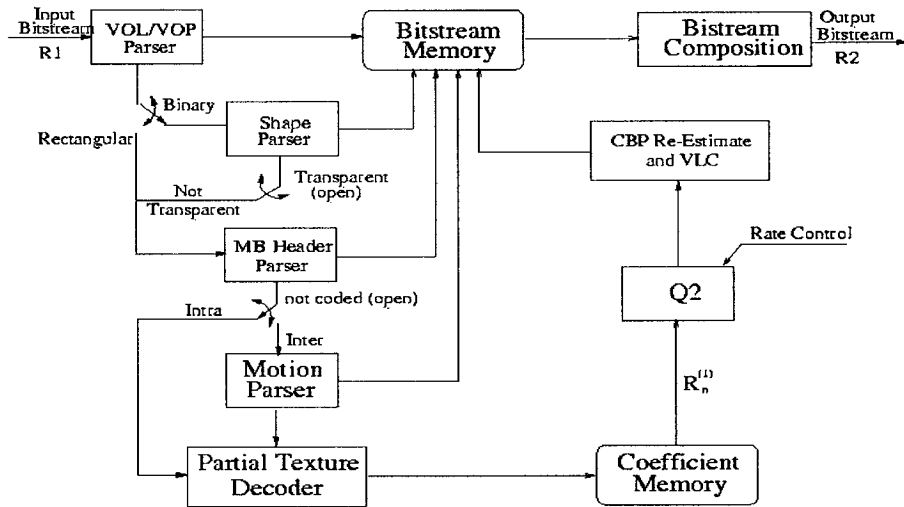 Input
Bitstream
R1
VOL/VOP
Parser
Bitstream
Memory
Bistream
Composition
Output
Bitstream
R2
Binary
Rectangular
Shape
Parser
CBP Re-Estimate
and VLC
Not
Transparent
Transparent
(open)
MB Header
Parser
Rate Control
Q2
not coded (open)
Intra
Inter
Motion
Parser
R_n^(1)
Partial Texture
Decoder
Coefficient
Memory